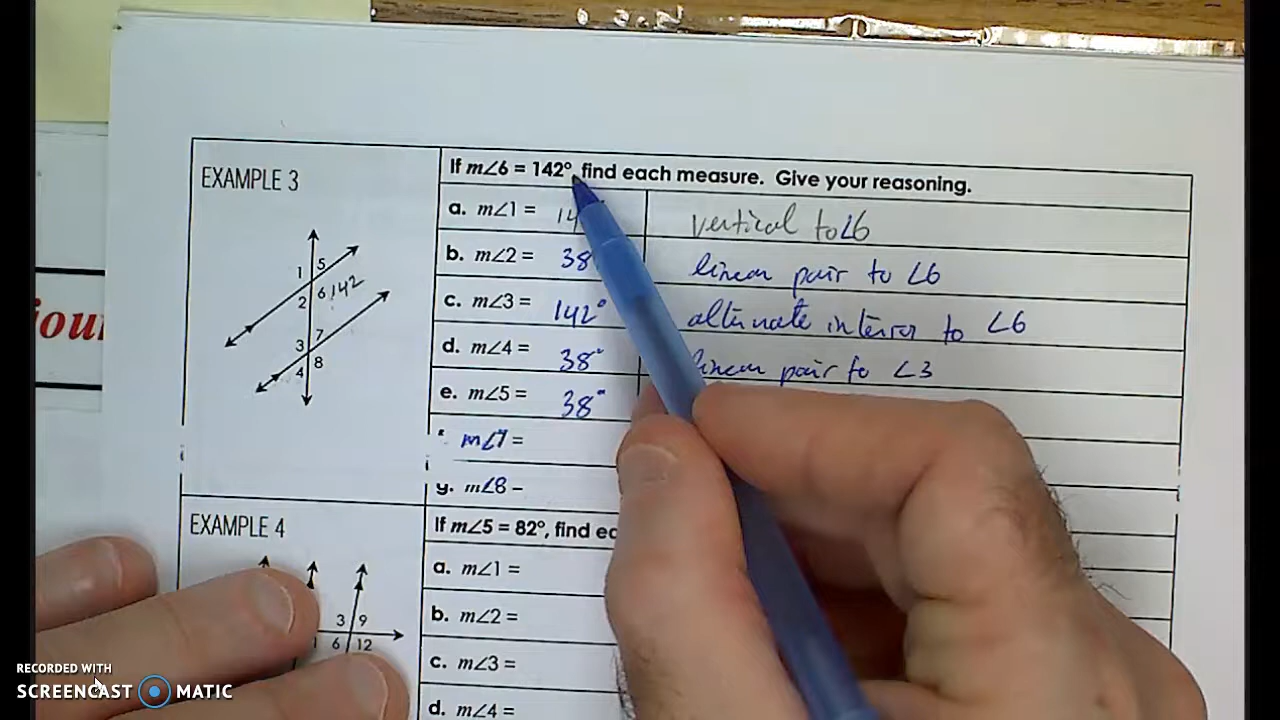 EXAMPLE 3
If m∠6 = 142°, find each measure. Give your reasoning.
a. m∠1 = vertical to ∠6
b. m∠2 = 38 linear pair to ∠6
c. m∠3 = 142° alternate interior to ∠6
d. m∠4 = 38° linear pair to ∠3
e. m∠5 = 38°
m∠7 =
m∠8
1 5
2 6 142
3 7
4 8
EXAMPLE 4
If m∠5 = 82°, find
a. m∠1 =
b. m∠2 =
c. m∠3 =
d. m∠4 =
3 9
6 12
RECORDED WITH
SCREENCAST MATIC